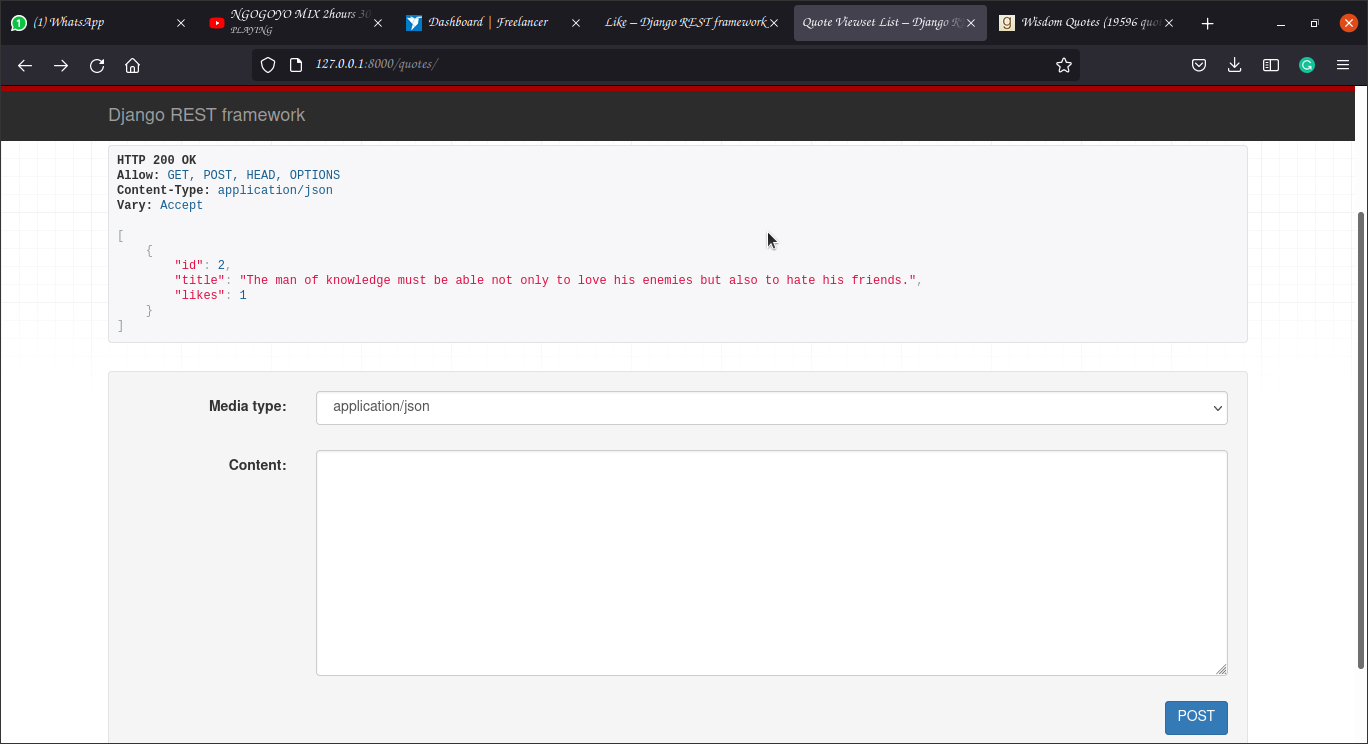 (1) WhatsApp
NGOGOYO MIX 2hours 30
PLAYING
Dashboard | Freelancer
Like – Django REST framework
Quote Viewset List – Django R
Wisdom Quotes (19596 quo
127.0.0.1:8000/quotes/
Django REST framework
HTTP 200 OK
Allow: GET, POST, HEAD, OPTIONS
Content-Type: application/json
Vary: Accept
[
    {
        "id": 2,
        "title": "The man of knowledge must be able not only to love his enemies but also to hate his friends.",
        "likes": 1
    }
]
Media type:
application/json
Content:
POST